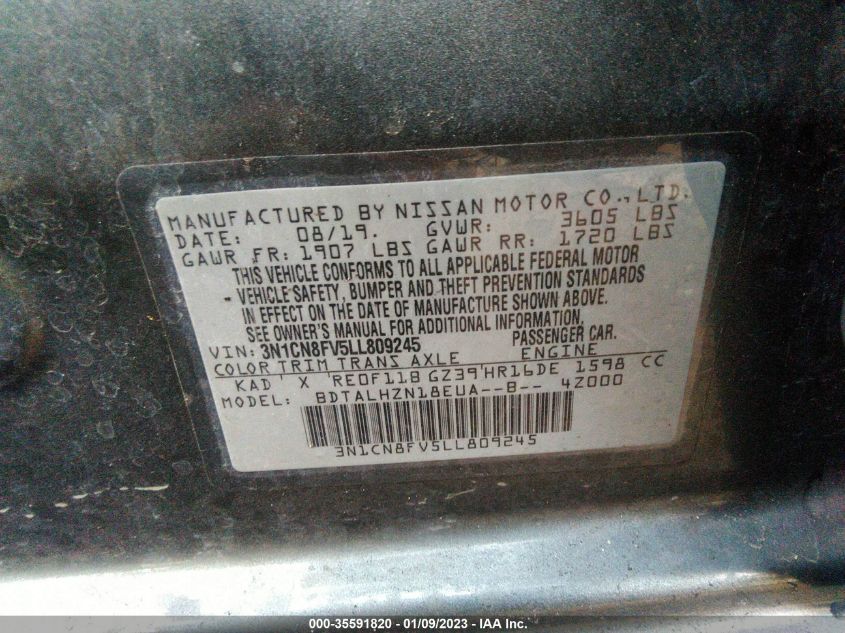 MANUFACTURED BY NISSAN MOTOR CO., LTD.
DATE: 08/19. GVWR: 3605 LBS
GAWR FR: 1907 LBS GAWR RR: 1720 LBS
THIS VEHICLE CONFORMS TO ALL APPLICABLE FEDERAL MOTOR
- VEHICLE SAFETY, BUMPER AND THEFT PREVENTION STANDARDS
IN EFFECT ON THE DATE OF MANUFACTURE SHOWN ABOVE.
SEE OWNER'S MANUAL FOR ADDITIONAL INFORMATION.
VIN: 3N1CN8FV5LL809245 PASSENGER CAR.
COLOR TRIM TRANS AXLE ENGINE
KAD X RE0F11B GZ39 HR16DE 1598 CC
MODEL: BDTALHZN18EUA--B-- 4Z000
3N1CN8FV5LL809245
000-35591820 - 01/09/2023 - IAA Inc.